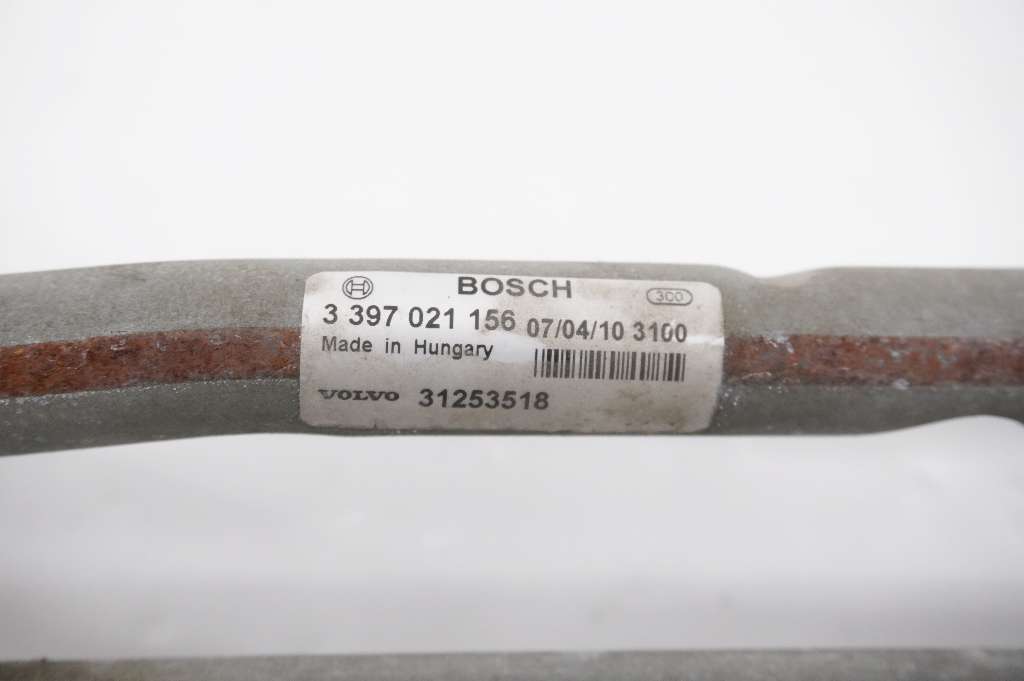 BOSCH
300
3 397 021 156 07/04/10 3100
Made in Hungary
VOLVO 31253518